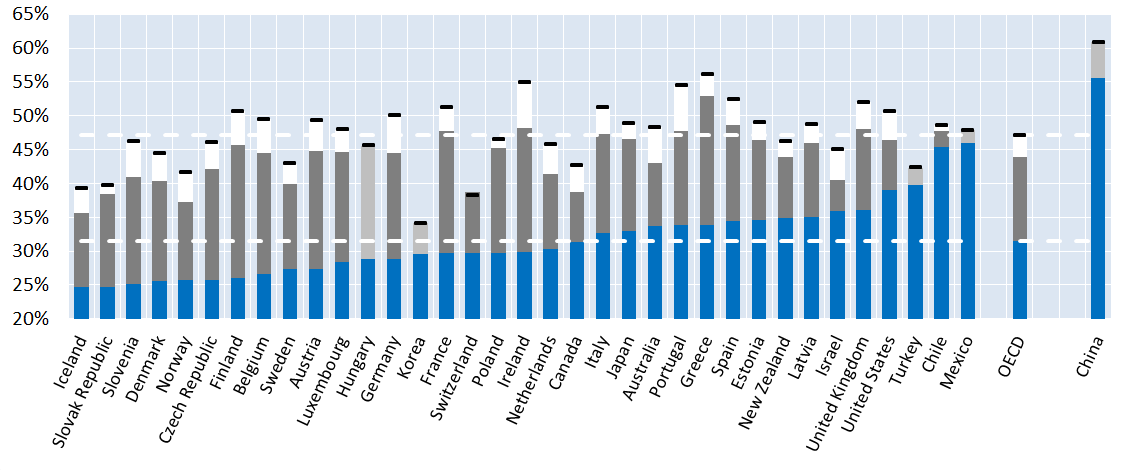 65%
60%
55%
50%
45%
40%
35%
30%
25%
20%
Iceland
Slovak Republic
Slovenia
Denmark
Norway
Czech Republic
Finland
Belgium
Sweden
Austria
Luxembourg
Hungary
Germany
Korea
France
Switzerland
Poland
Ireland
Netherlands
Canada
Italy
Japan
Australia
Portugal
Greece
Spain
Estonia
New Zealand
Latvia
Israel
United Kingdom
United States
Turkey
Chile
Mexico
OECD
China